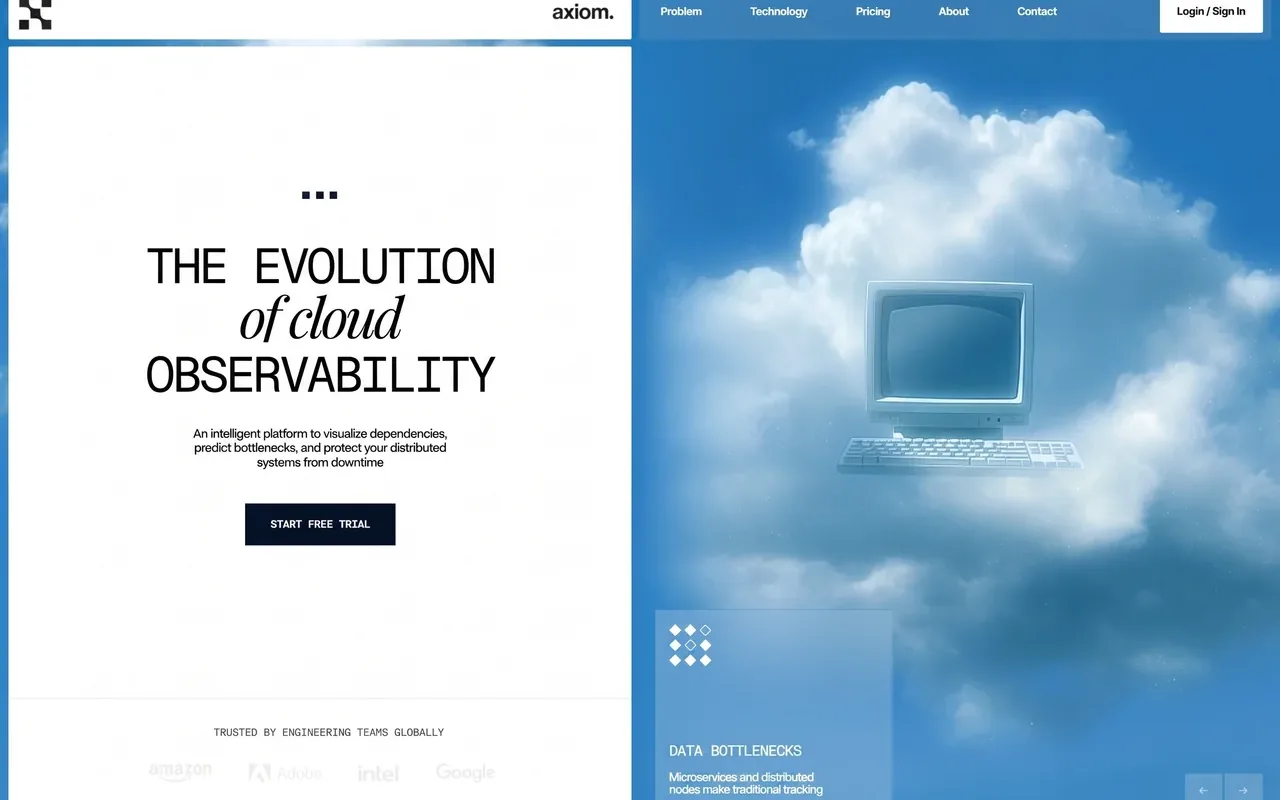 axiom.
Problem
Technology
Pricing
About
Contact
Login / Sign In
THE EVOLUTION
of cloud
OBSERVABILITY
An intelligent platform to visualize dependencies,
predict bottlenecks, and protect your distributed
systems from downtime
START FREE TRIAL
TRUSTED BY ENGINEERING TEAMS GLOBALLY
amazon
Adobe
intel
Google
DATA BOTTLENECKS
Microservices and distributed
nodes make traditional tracking